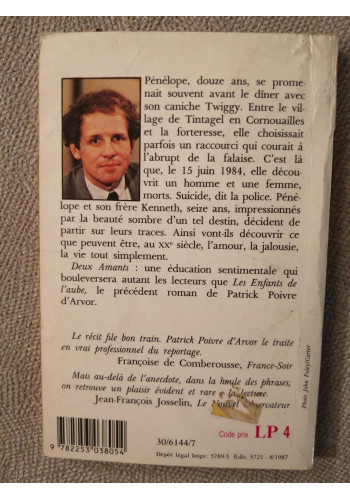 Pénélope, douze ans, se prome-
nait souvent avant le dîner avec
son caniche Twiggy. Entre le vil-
lage de Tintagel en Cornouailles
et la forteresse, elle choisissait
parfois un raccourci qui courait à
l'abrupt de la falaise. C'est là
que, le 15 juin 1984, elle décou-
vrit un homme et une femme,
morts. Suicide, dit la police. Péné-
lope et son frère Kenneth, seize ans, impressionnés
par la beauté sombre d'un tel destin, décident de
partir sur leurs traces. Ainsi vont-ils découvrir ce
que peuvent être, au XXe siècle, l'amour, la jalousie,
la vie tout simplement.
Deux Amants : une éducation sentimentale qui
bouleversera autant les lecteurs que Les Enfants de
l'aube, le précédent roman de Patrick Poivre
d'Arvor.
Le récit file bon train. Patrick Poivre d'Arvor le traite
en vrai professionnel du reportage.
Françoise de Comberousse, France-Soir
Mais au-delà de l'anecdote, dans la houle des phrases,
on retrouve un plaisir évident et rare la lecture.
Jean-François Josselin, Le Nouvel Observateur
Photo John Foley/Gatier
9 782253 038054
30/6144/7
Code prix LP 4
Dépôt légal Impr. 5789-5 Édit. 5721 - 8/1987